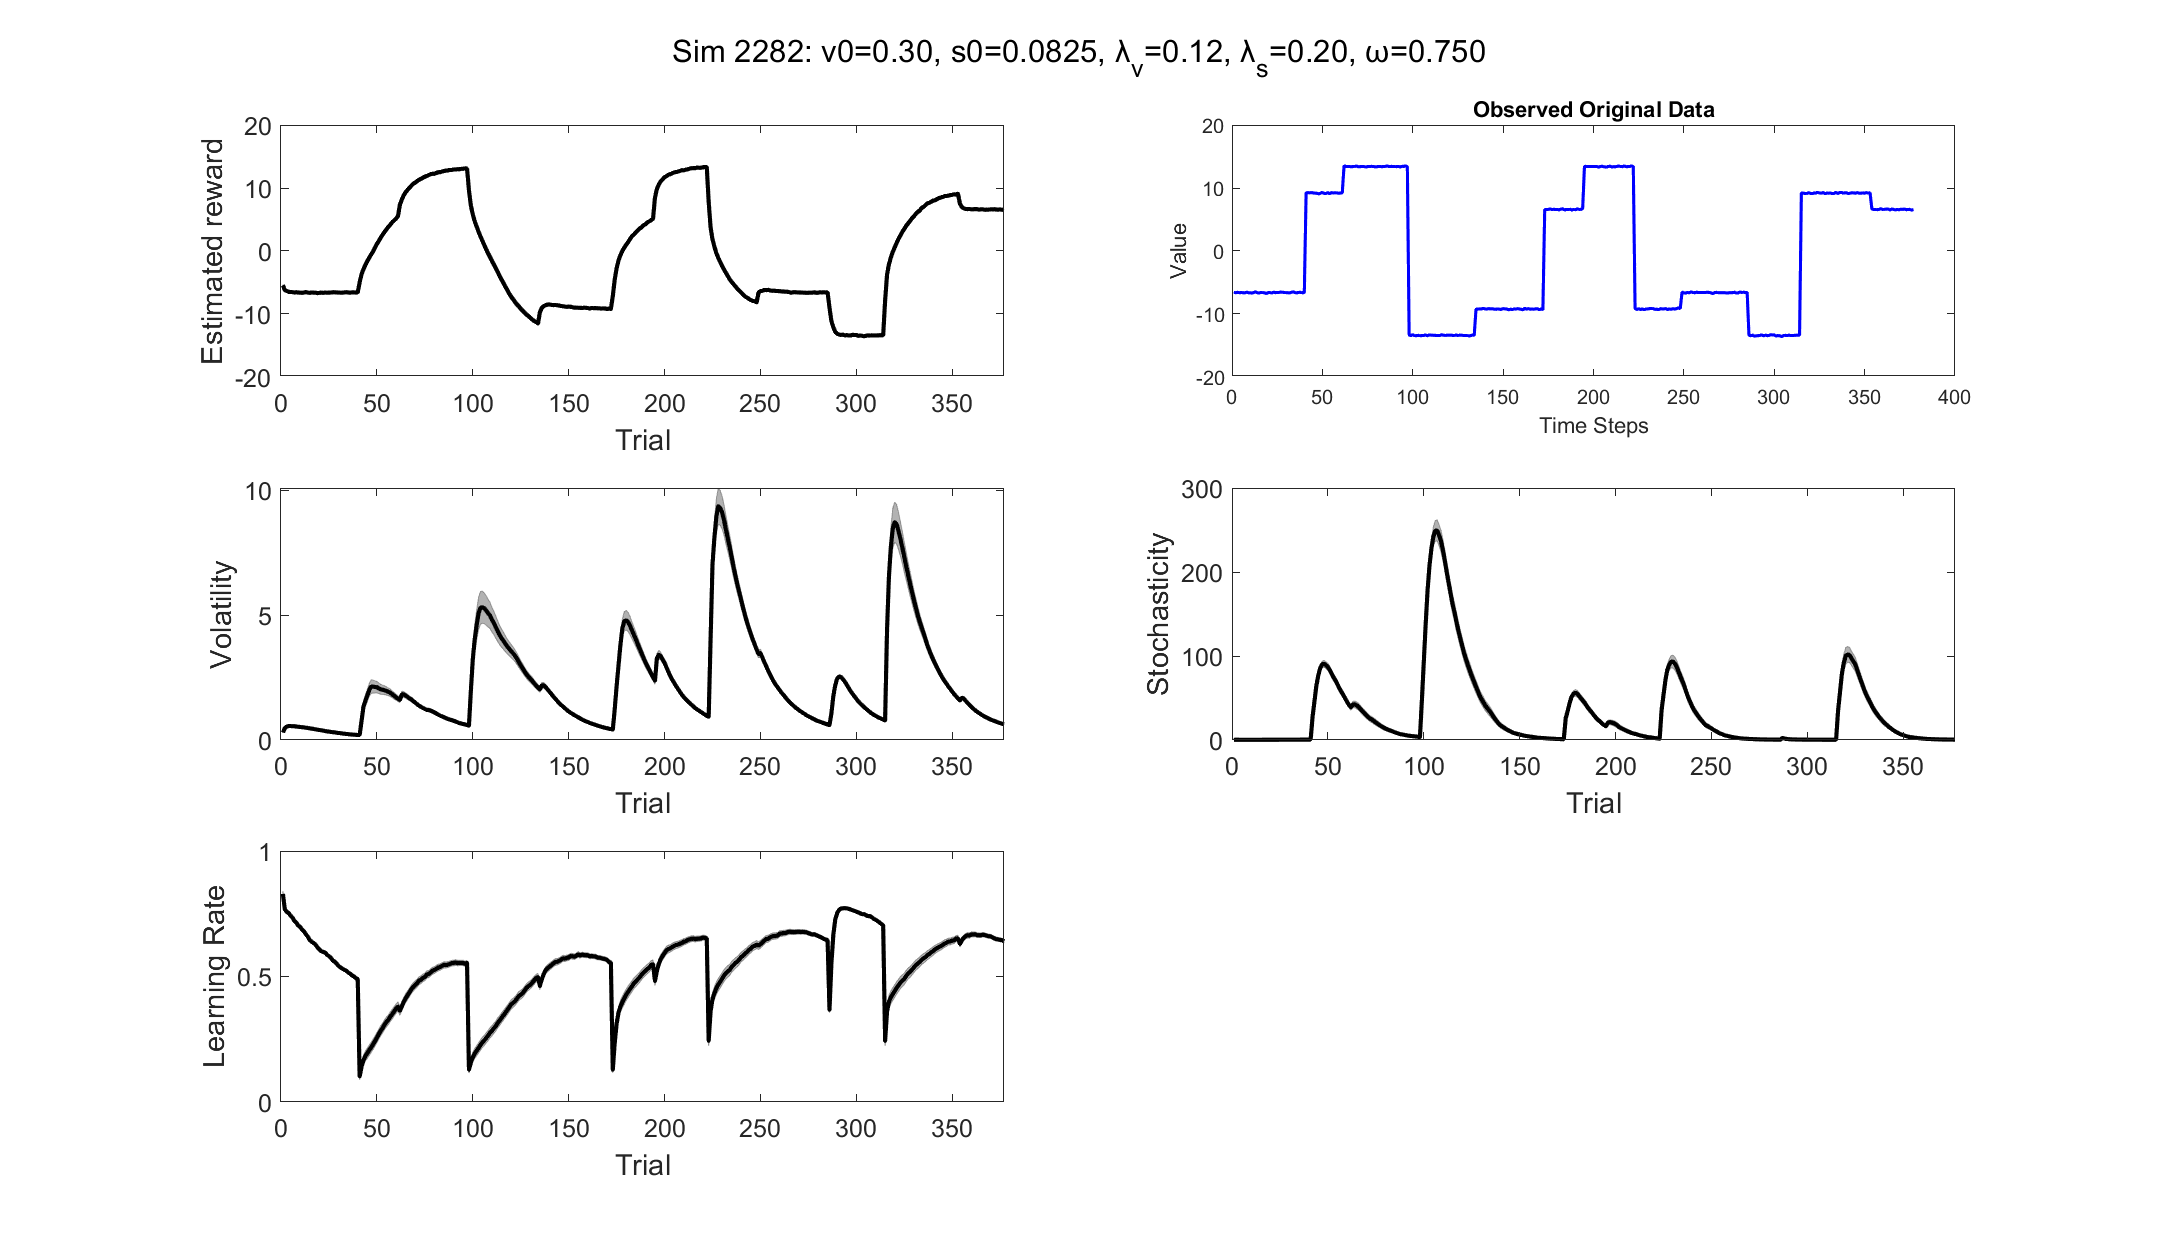 Sim 2282: v0=0.30, s0=0.0825, λ_v=0.12, λ_s=0.20, ω=0.750
20
10
0
-10
-20
Estimated reward
0 50 100 150 200 250 300 350
Trial
Observed Original Data
20
10
0
-10
-20
Value
0 50 100 150 200 250 300 350 400
Time Steps
10
5
0
Volatility
0 50 100 150 200 250 300 350
Trial
300
200
100
0
Stochasticity
0 50 100 150 200 250 300 350
Trial
1
0.5
0
Learning Rate
0 50 100 150 200 250 300 350
Trial